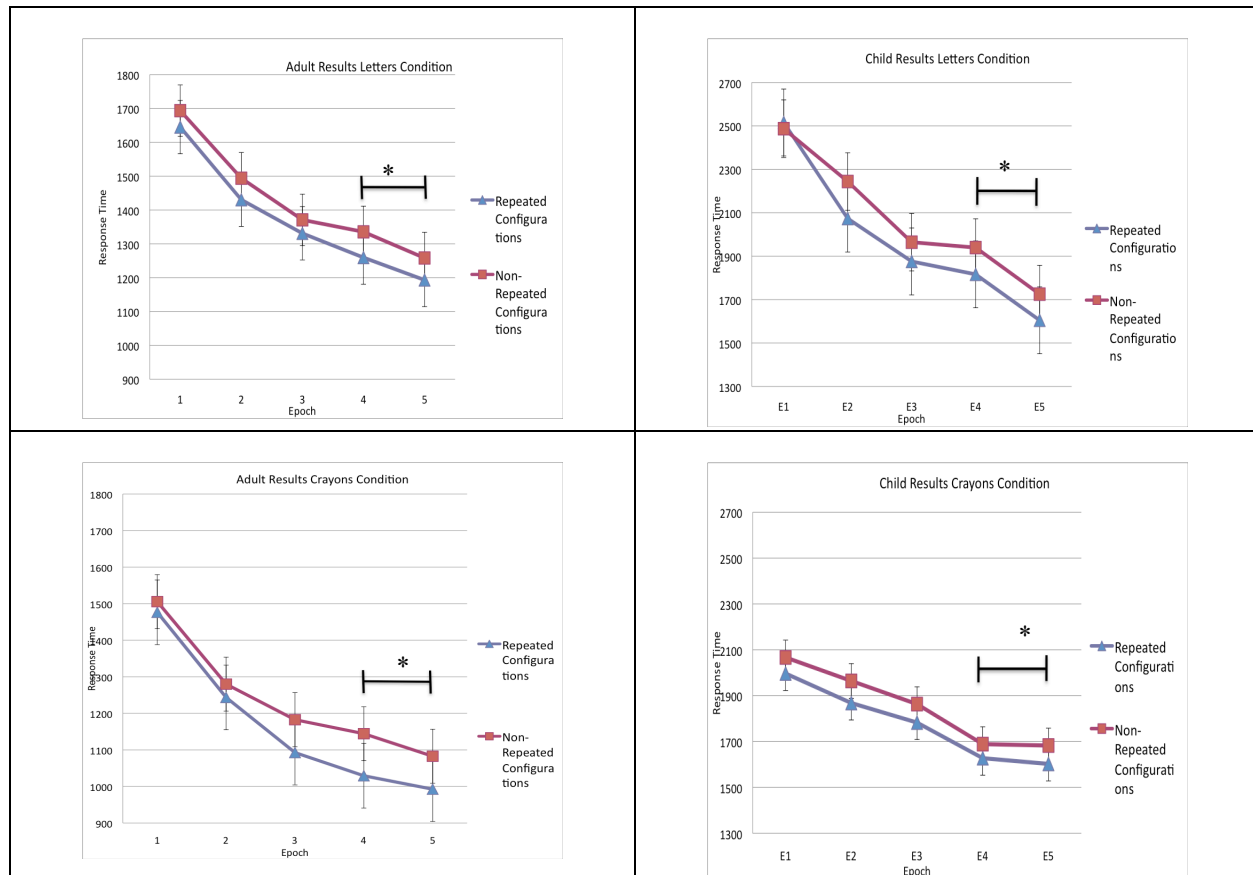 Adult Results Letters Condition
1800
1700
1600
1500
1400
1300
1200
1100
1000
900
Response Time
*
1
2
3
4
5
Epoch
Repeated
Configura
tions
Non-
Repeated
Configura
tions
Child Results Letters Condition
2700
2500
2300
2100
1900
1700
1500
1300
Response Time
*
E1
E2
E3
E4
E5
Epoch
Repeated
Configuratio
ns
Non-
Repeated
Configuratio
ns
Adult Results Crayons Condition
1800
1700
1600
1500
1400
1300
1200
1100
1000
900
Response Time
*
1
2
3
4
5
Epoch
Repeated
Configura
tions
Non-
Repeated
Configura
tions
Child Results Crayons Condition
2700
2500
2300
2100
1900
1700
1500
1300
Response Time
*
E1
E2
E3
E4
E5
Epoch
Repeated
Configurati
ons
Non-
Repeated
Configurati
ons